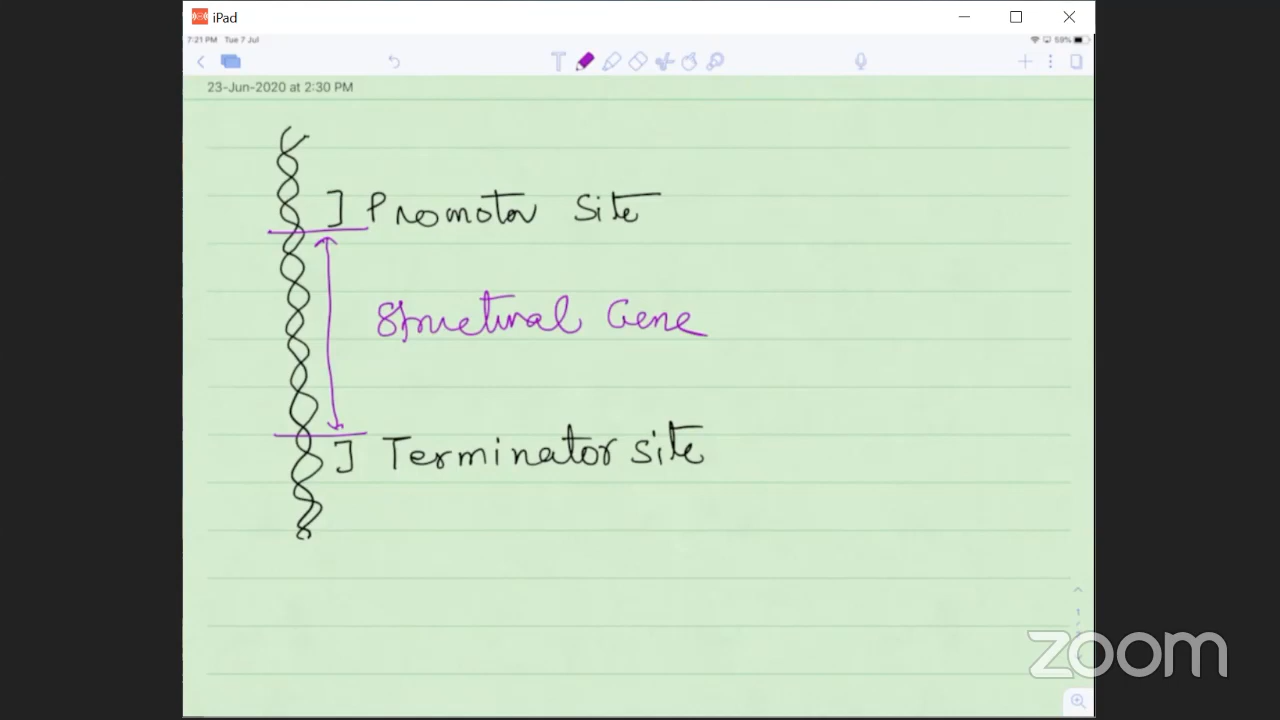 iPad
7:21 PM Tue 7 Jul
59%
23-Jun-2020 at 2:30 PM
Promotor Site
Structural Gene
Terminator site
zoom